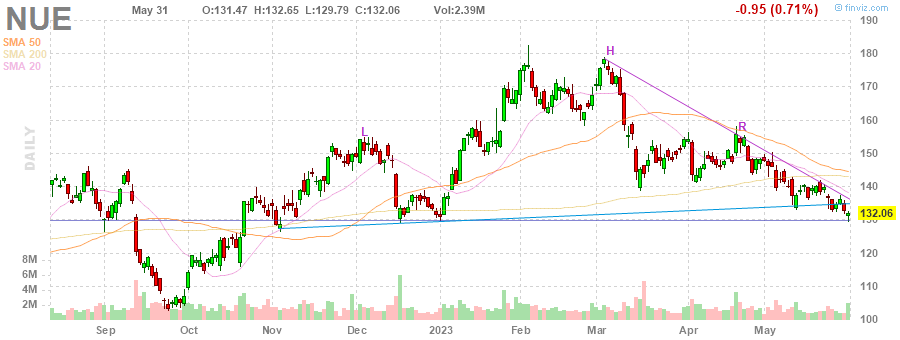 NUE May 31 O:131.47 H:132.65 L:129.79 C:132.06 Vol:2.39M -0.95 (0.71%) finviz.com
SMA 50
SMA 200
SMA 20
DAILY
L
H
R
190
180
170
160
150
140
132.06
130
120
110
100
8M
6M
4M
2M
Sep Oct Nov Dec 2023 Feb Mar Apr May